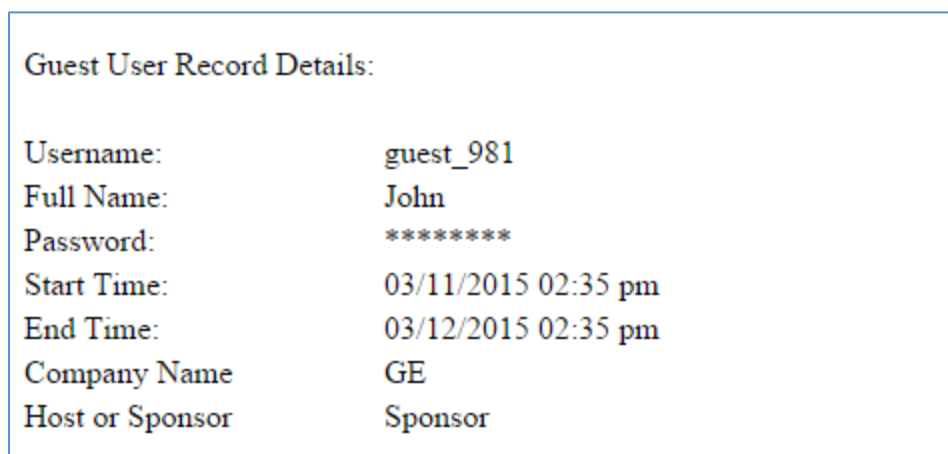 Guest User Record Details:
Username: guest_981
Full Name: John
Password: ********
Start Time: 03/11/2015 02:35 pm
End Time: 03/12/2015 02:35 pm
Company Name GE
Host or Sponsor Sponsor